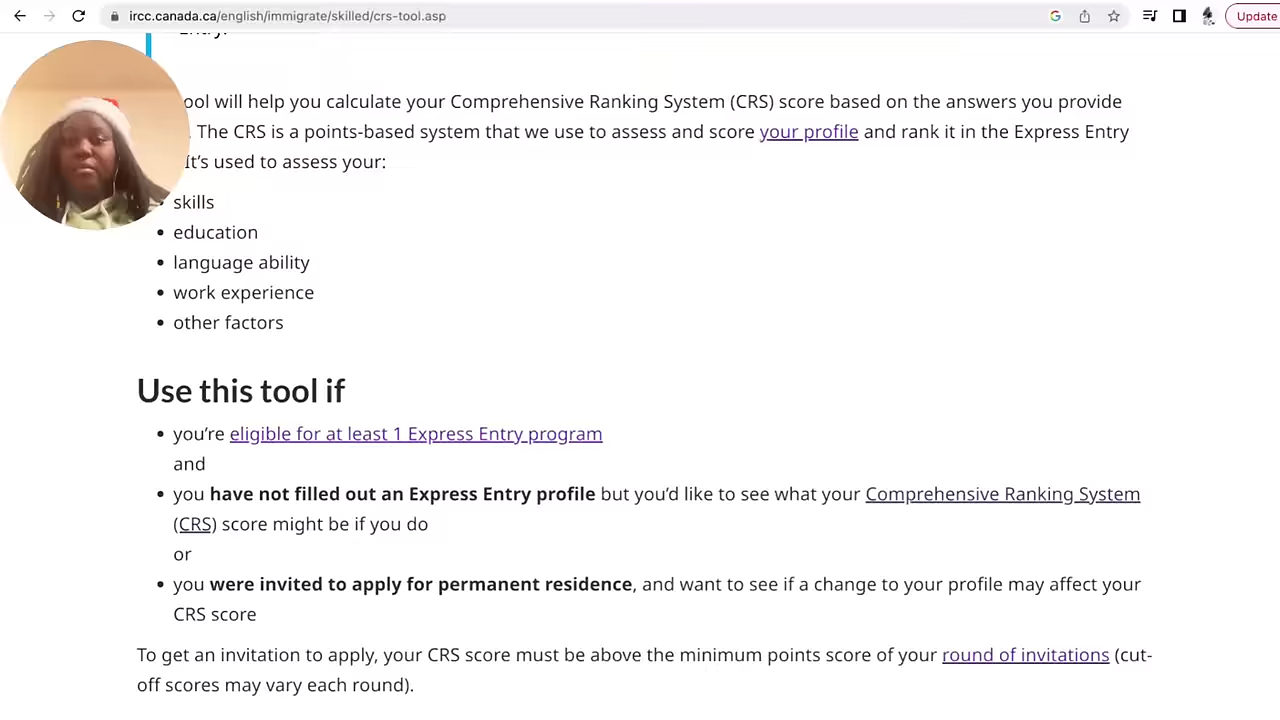 ircc.canada.ca/english/immigrate/skilled/crs-tool.asp
Update
Entry.
ool will help you calculate your Comprehensive Ranking System (CRS) score based on the answers you provide
. The CRS is a points-based system that we use to assess and score your profile and rank it in the Express Entry
It's used to assess your:
• skills
• education
• language ability
• work experience
• other factors
Use this tool if
• you're eligible for at least 1 Express Entry program
and
• you have not filled out an Express Entry profile but you'd like to see what your Comprehensive Ranking System
(CRS) score might be if you do
or
• you were invited to apply for permanent residence, and want to see if a change to your profile may affect your
CRS score
To get an invitation to apply, your CRS score must be above the minimum points score of your round of invitations (cut-
off scores may vary each round).